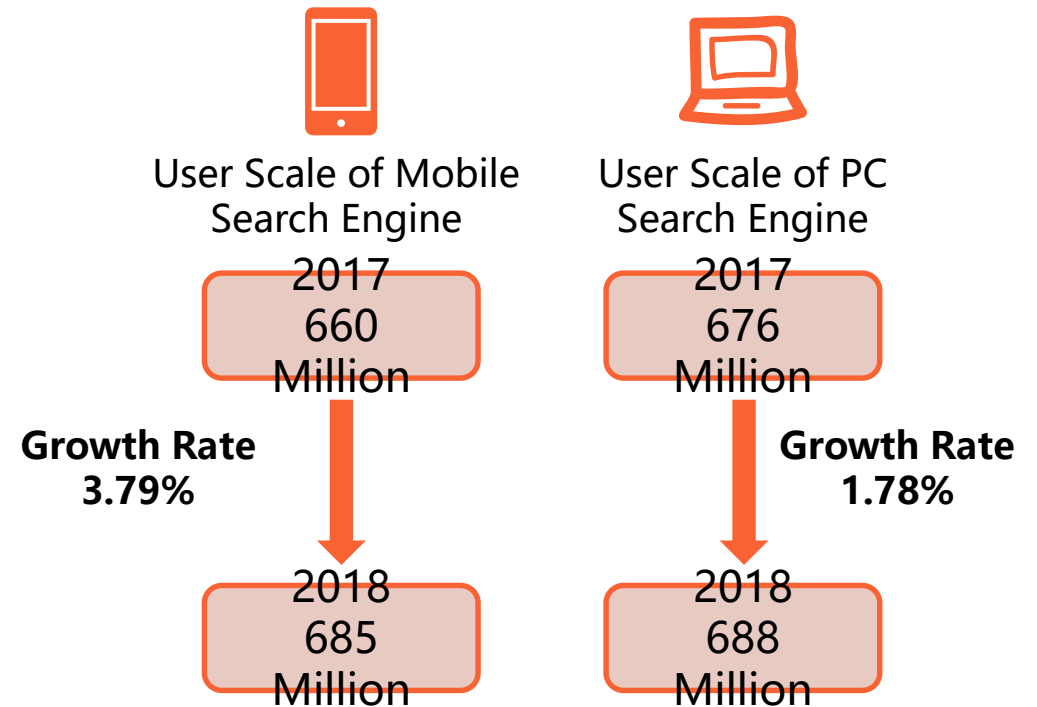 User Scale of Mobile
Search Engine
2017
660
Million
Growth Rate
3.79%
2018
685
Million
User Scale of PC
Search Engine
2017
676
Million
Growth Rate
1.78%
2018
688
Million